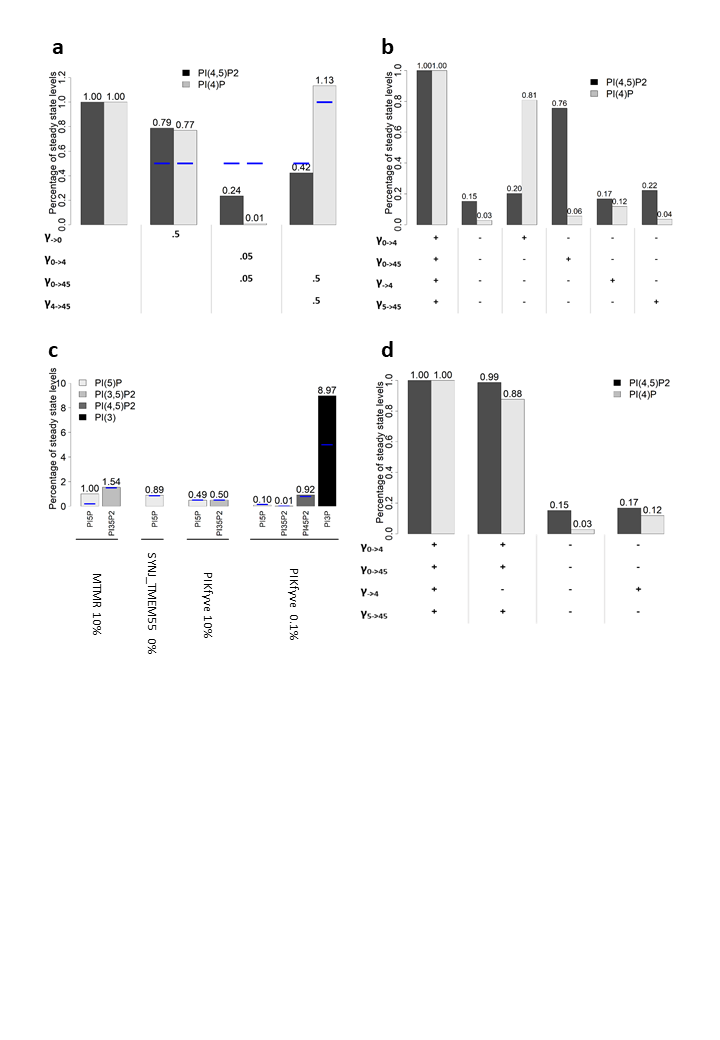 a
Percentage of steady state levels
0.0 0.2 0.4 0.6 0.8 1.0 1.2
PI(4,5)P2
PI(4)P
1.00 1.00
0.79 0.77
0.24 0.01
0.42 1.13
γ->0 .5
γ0->4 .05
γ0->45 .05 .5
γ4->45 .5
b
Percentage of steady state levels
0.0 0.2 0.4 0.6 0.8 1.0
PI(4,5)P2
PI(4)P
1.00 1.00
0.15 0.03
0.20 0.81
0.76 0.06
0.17 0.12
0.22 0.04
γ0->4 + - + - - -
γ0->45 + - - + - -
γ->4 + - - - + -
γ5->45 + - - - - +
c
Percentage of steady state levels
0 2 4 6 8 10
PI(5)P
PI(3,5)P2
PI(4,5)P2
PI(3)
1.00 1.54 0.89 0.49 0.50 0.10 0.01 0.92 8.97
PI5P PI35P2 PI5P PI5P PI35P2 PI5P PI35P2 PI45P2 PI3P
MTMR 10%
SYNJ_TMEM55 0%
PIKfyve 10%
PIKfyve 0.1%
d
Percentage of steady state levels
0.0 0.2 0.4 0.6 0.8 1.0
PI(4,5)P2
PI(4)P
1.00 1.00
0.99 0.88
0.15 0.03
0.17 0.12
γ0->4 + + - -
γ0->45 + + - -
γ->4 + - - +
γ5->45 + + - -